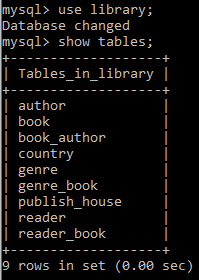 mysql> use library;
Database changed
mysql> show tables;
+-------------------+
| Tables_in_library |
+-------------------+
| author            |
| book              |
| book_author       |
| country           |
| genre             |
| genre_book        |
| publish_house     |
| reader            |
| reader_book       |
+-------------------+
9 rows in set (0.00 sec)